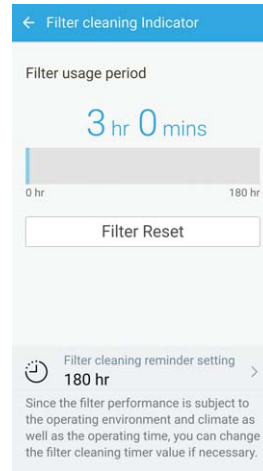 ← Filter cleaning Indicator
Filter usage period
3 hr 0 mins
0 hr 180 hr
Filter Reset
Filter cleaning reminder setting
180 hr
Since the filter performance is subject to
the operating environment and climate as
well as the operating time, you can change
the filter cleaning timer value if necessary.